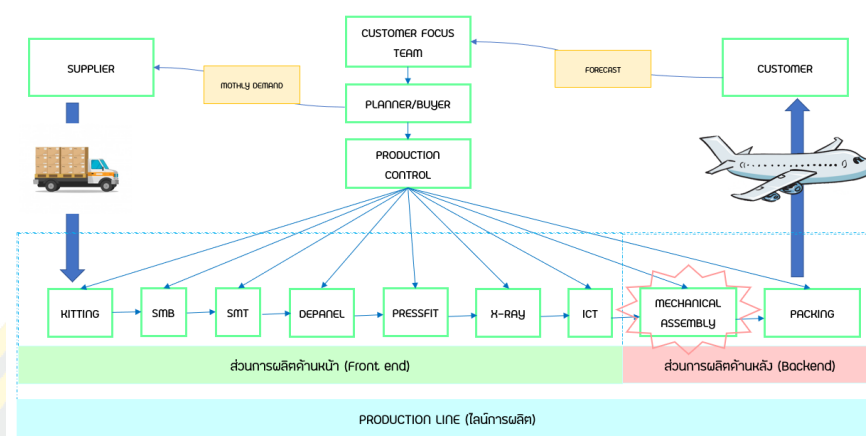 CUSTOMER FOCUS
TEAM
SUPPLIER
MOTHLY DEMAND
FORECAST
CUSTOMER
PLANNER/BUYER
PRODUCTION
CONTROL
KITTING
SMB
SMT
DEPANEL
PRESSFIT
X-RAY
ICT
MECHANICAL
ASSEMBLY
PACKING
ส่วนการผลิตด้านหน้า (Front end)
ส่วนการผลิตด้านหลัง (Backend)
PRODUCTION LINE (ไลน์การผลิต)